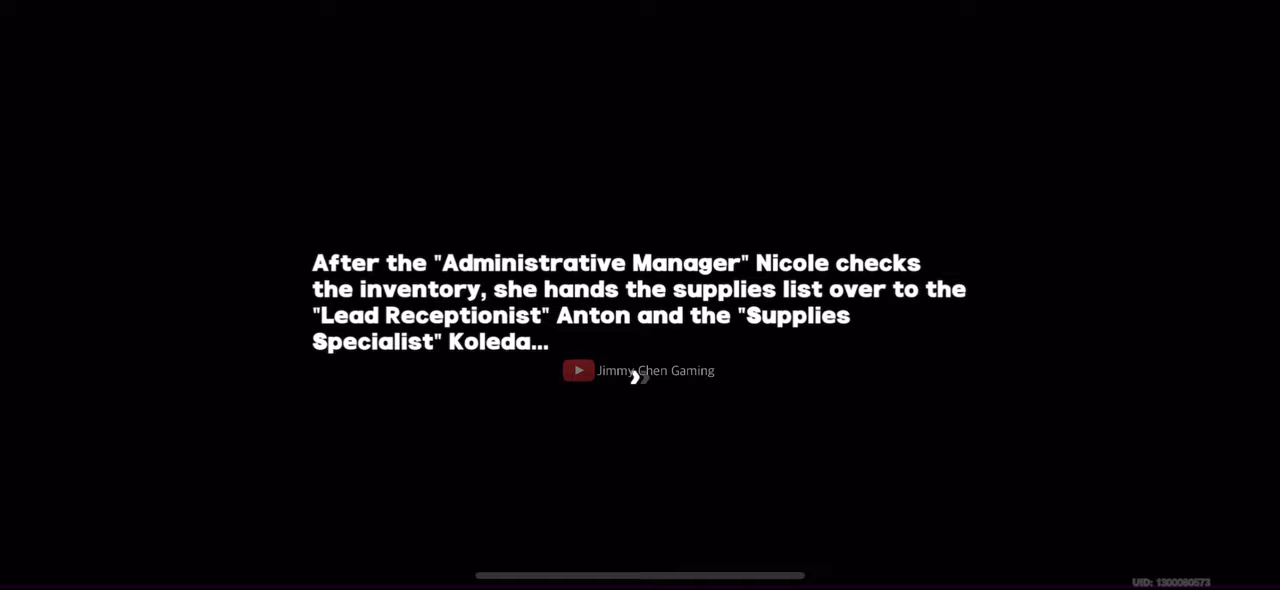 After the "Administrative Manager" Nicole checks
the inventory, she hands the supplies list over to the
"Lead Receptionist" Anton and the "Supplies
Specialist" Koleda...
Jimmy Chen Gaming
UID: 1300080573